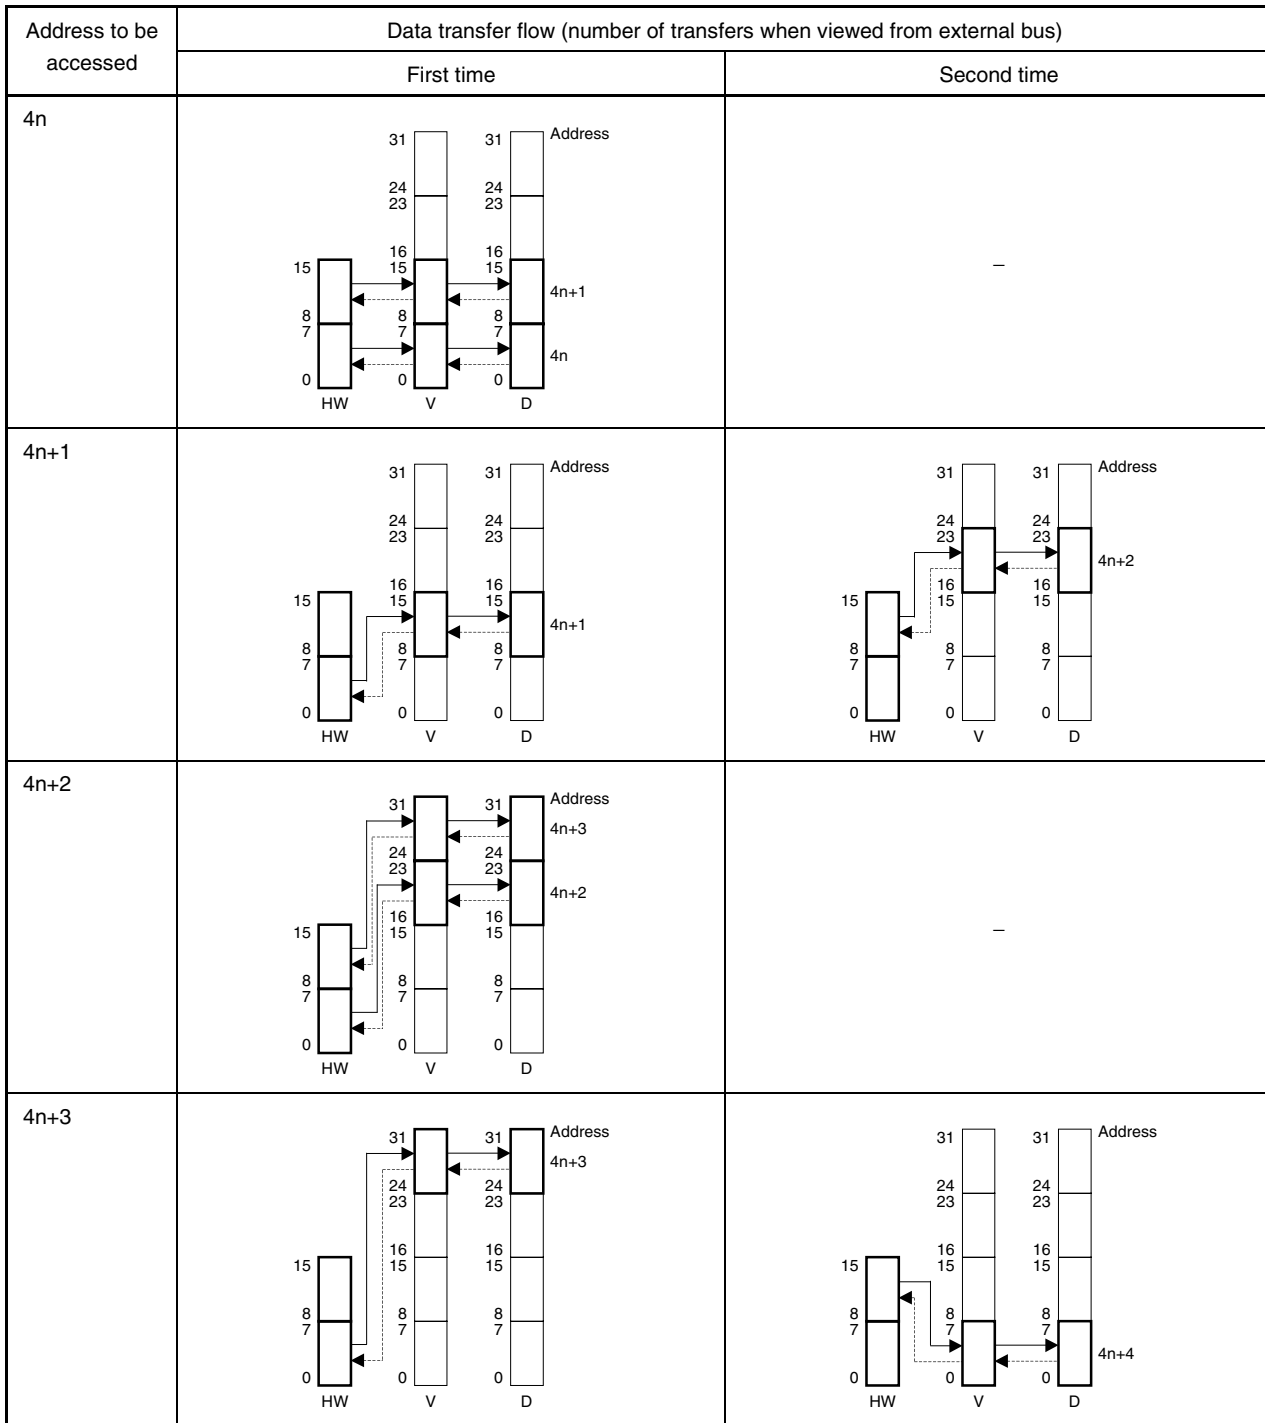 Address to be accessed
Data transfer flow (number of transfers when viewed from external bus)
First time
Second time
4n
31 31 Address
24 24
23 23
16 16
15 15 15
4n+1
8 8 8
7 7 7
4n
0 0 0
HW V D
–
4n+1
31 31 Address
24 24
23 23
16 16
15 15 15
4n+1
8 8 8
7 7 7
0 0 0
HW V D
31 31 Address
24 24
23 23
4n+2
16 16
15 15 15
8 8 8
7 7 7
0 0 0
HW V D
4n+2
31 31 Address
4n+3
24 24
23 23
4n+2
16 16
15 15 15
8 8 8
7 7 7
0 0 0
HW V D
–
4n+3
31 31 Address
4n+3
24 24
23 23
16 16
15 15 15
8 8 8
7 7 7
0 0 0
HW V D
31 31 Address
24 24
23 23
16 16
15 15 15
8 8 8
7 7 7
4n+4
0 0 0
HW V D